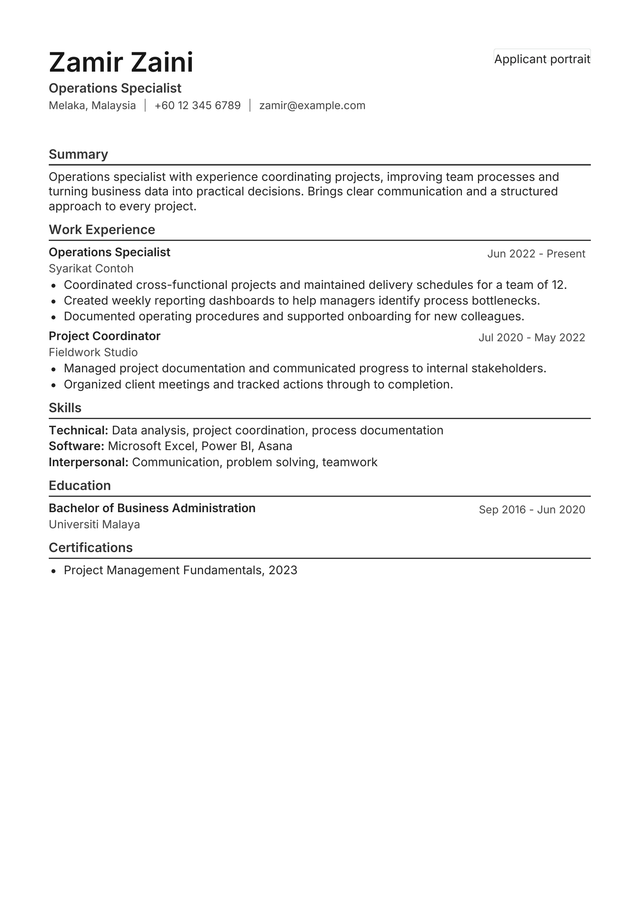 Zamir Zaini
Applicant portrait
Operations Specialist
Melaka, Malaysia | +60 12 345 6789 | zamir@example.com
Summary
Operations specialist with experience coordinating projects, improving team processes and
turning business data into practical decisions. Brings clear communication and a structured
approach to every project.
Work Experience
Operations Specialist Jun 2022 - Present
Syarikat Contoh
• Coordinated cross-functional projects and maintained delivery schedules for a team of 12.
• Created weekly reporting dashboards to help managers identify process bottlenecks.
• Documented operating procedures and supported onboarding for new colleagues.
Project Coordinator Jul 2020 - May 2022
Fieldwork Studio
• Managed project documentation and communicated progress to internal stakeholders.
• Organized client meetings and tracked actions through to completion.
Skills
Technical: Data analysis, project coordination, process documentation
Software: Microsoft Excel, Power BI, Asana
Interpersonal: Communication, problem solving, teamwork
Education
Bachelor of Business Administration Sep 2016 - Jun 2020
Universiti Malaya
Certifications
• Project Management Fundamentals, 2023